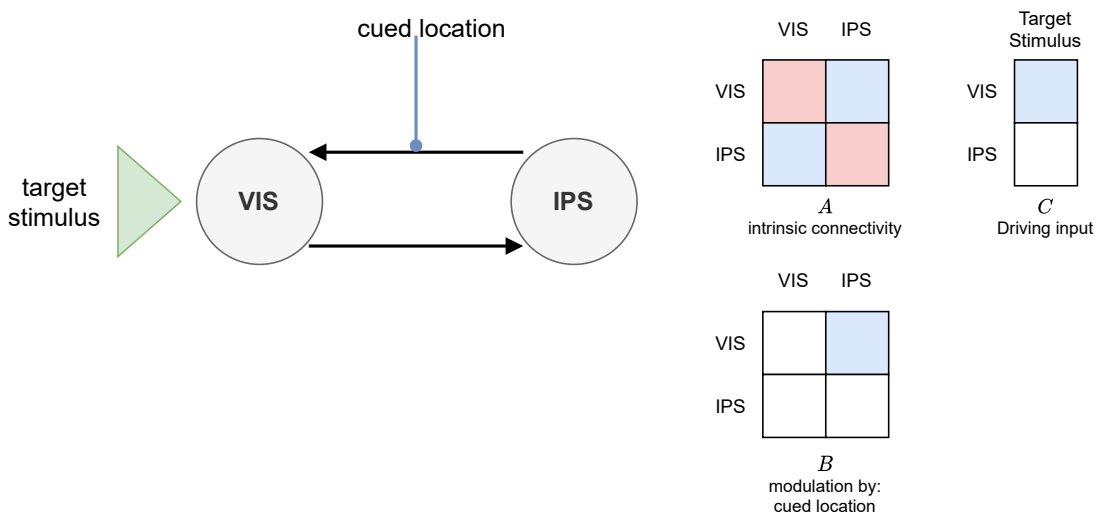 cued location
target
stimulus
VIS
IPS
VIS IPS
VIS
IPS
A
intrinsic connectivity
Target
Stimulus
VIS
IPS
C
Driving input
VIS IPS
VIS
IPS
B
modulation by:
cued location